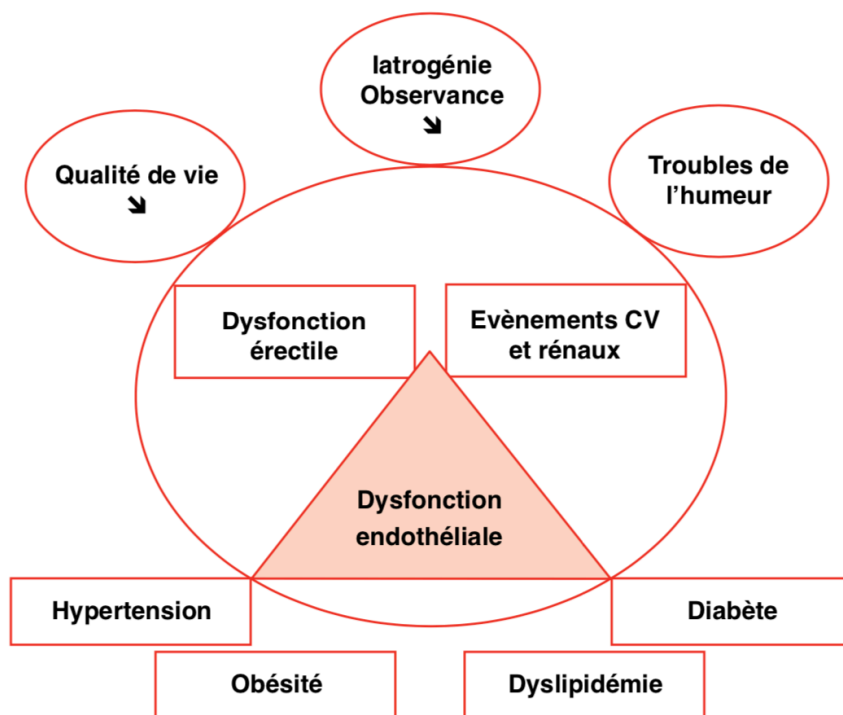 Iatrogénie
Observance
↘
Qualité de vie
↘
Troubles de
l'humeur
Dysfonction
érectile
Evènements CV
et rénaux
Dysfonction
endothéliale
Hypertension
Diabète
Obésité
Dyslipidémie